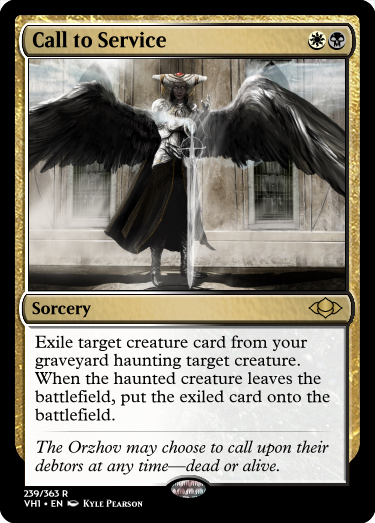 Call to Service
Sorcery
Exile target creature card from your
graveyard haunting target creature.
When the haunted creature leaves the
battlefield, put the exiled card onto the
battlefield.
The Orzhov may choose to call upon their
debtors at any time—dead or alive.
239/363 R
VH1 • EN KYLE PEARSON